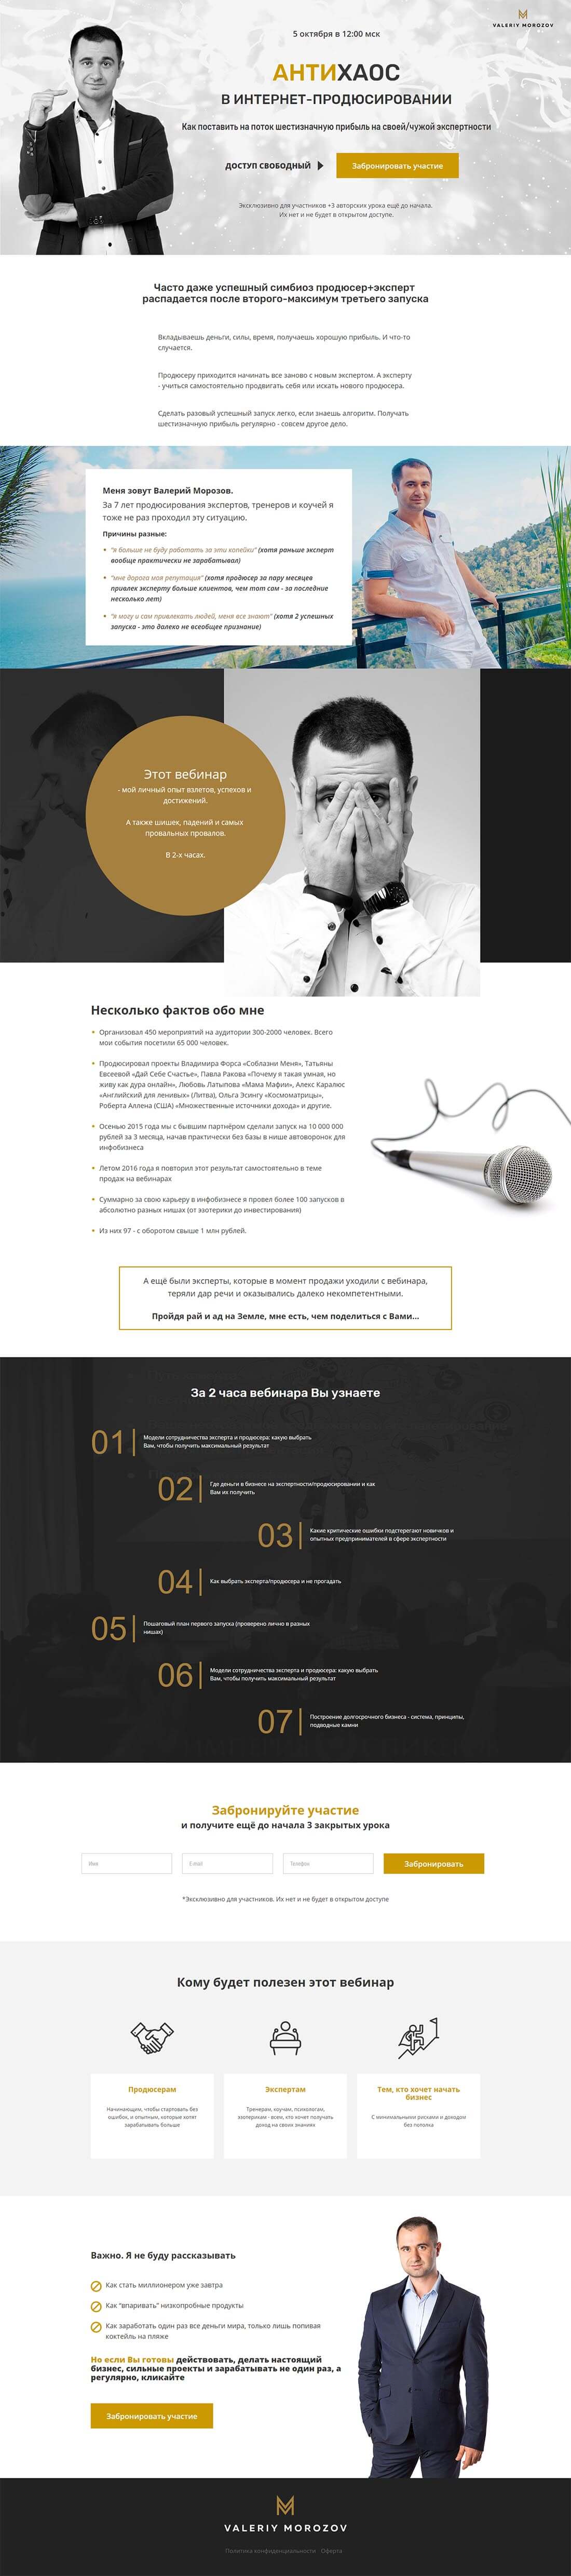 VALERIY MOROZOV
5 октября в 12:00 мск
АНТИХАОС
В ИНТЕРНЕТ-ПРОДЮСИРОВАНИИ
Как поставить на поток шестизначную прибыль на своей/чужой экспертности
ДОСТУП СВОБОДНЫЙ
Забронировать участие
Эксклюзивно для участников +3 авторских урока ещё до начала.
Их нет и не будет в открытом доступе.
Часто даже успешный симбиоз продюсер+эксперт
распадается после второго-максимум третьего запуска
Вкладываешь деньги, силы, время, получаешь хорошую прибыль. И что-то
случается.
Продюсеру приходится начинать все заново с новым экспертом. А эксперту
- учиться самостоятельно продвигать себя или искать нового продюсера.
Сделать разовый успешный запуск легко, если знаешь алгоритм. Получать
шестизначную прибыль регулярно - совсем другое дело.
Меня зовут Валерий Морозов.
За 7 лет продюсирования экспертов, тренеров и коучей я
тоже не раз проходил эту ситуацию.
Причины разные:
"я больше не буду работать за эти копейки" (хотя раньше эксперт
вообще практически не зарабатывал)
"мне дорога моя репутация" (хотя продюсер за пару месяцев
привлек эксперту больше клиентов, чем тот сам - за последние
несколько лет)
"я могу и сам привлекать людей, меня все знают" (хотя 2 успешных
запуска - это далеко не всеобщее признание)
Этот вебинар
- мой личный опыт взлетов, успехов и
достижений.
А также шишек, падений и самых
провальных провалов.
В 2-х часах.
Несколько фактов обо мне
Организовал 450 мероприятий на аудитории 300-2000 человек. Всего
мои события посетили 65 000 человек.
Продюсировал проекты Владимира Форса «Соблазни Меня», Татьяны
Евсеевой «Дай Себе Счастье», Павла Ракова «Почему я такая умная, но
живу как дура онлайн», Любовь Латыпова «Мама Мафии», Алекс Каралюс
«Английский для ленивых» (Литва), Ольга Эсингу «Космоматрицы»,
Роберта Аллена (США) «Множественные источники дохода» и другие.
Осенью 2015 года мы с бывшим партнёром сделали запуск на 10 000 000
рублей за 3 месяца, начав практически без базы в нише автоворонок для
инфобизнеса
Летом 2016 года я повторил этот результат самостоятельно в теме
продаж на вебинарах
Суммарно за свою карьеру в инфобизнесе я провел более 100 запусков в
абсолютно разных нишах (от эзотерики до инвестирования)
Из них 97 - с оборотом свыше 1 млн рублей.
А ещё были эксперты, которые в момент продажи уходили с вебинара,
теряли дар речи и оказывались далеко некомпетентными.
Пройдя рай и ад на Земле, мне есть, чем поделиться с Вами...
За 2 часа вебинара Вы узнаете
01
Модели сотрудничества эксперта и продюсера: какую выбрать
Вам, чтобы получить максимальный результат
02
Где деньги в бизнесе на экспертности/продюсировании и как
Вам их получить
03
Какие критические ошибки подстерегают новичков и
опытных предпринимателей в сфере экспертности
04
Как выбрать эксперта/продюсера и не прогадать
05
Пошаговый план первого запуска (проверено лично в разных
нишах)
06
Модели сотрудничества эксперта и продюсера: какую выбрать
Вам, чтобы получить максимальный результат
07
Построение долгосрочного бизнеса - система, принципы,
подводные камни
Забронируйте участие
и получите ещё до начала 3 закрытых урока
Имя
E-mail
Телефон
Забронировать
*Эксклюзивно для участников. Их нет и не будет в открытом доступе
Кому будет полезен этот вебинар
Продюсерам
Начинающим, чтобы стартовать без
ошибок, и опытным, которые хотят
зарабатывать больше
Экспертам
Тренерам, коучам, психологам,
эзотерикам - всем, кто хочет получать
доход на своих знаниях
Тем, кто хочет начать
бизнес
С минимальными рисками и доходом
без потолка
Важно. Я не буду рассказывать
Как стать миллионером уже завтра
Как "впаривать" низкопробные продукты
Как заработать один раз все деньги мира, только лишь попивая
коктейль на пляже
Но если Вы готовы действовать, делать настоящий
бизнес, сильные проекты и зарабатывать не один раз, а
регулярно, кликайте
Забронировать участие
VALERIY MOROZOV
Политика конфиденциальности Оферта